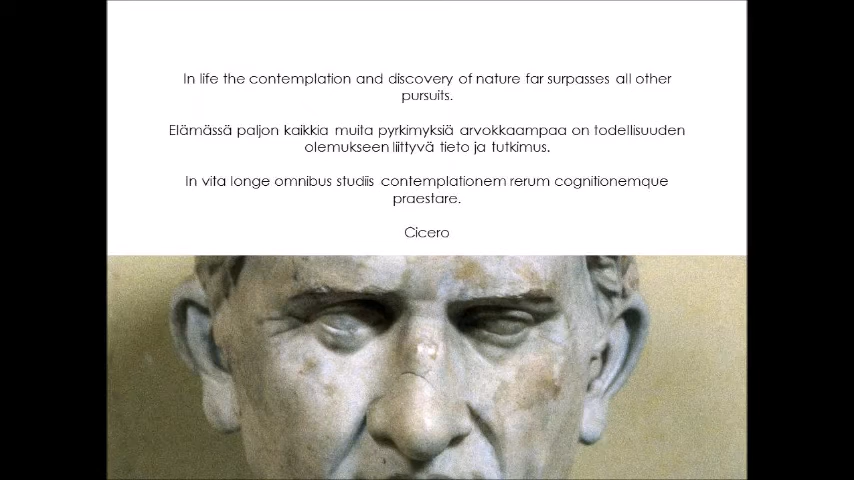 In life the contemplation and discovery of nature far surpasses all other
pursuits.
Elämässä paljon kaikkia muita pyrkimyksiä arvokkaampaa on todellisuuden
olemukseen liittyvä tieto ja tutkimus.
In vita longe omnibus studiis contemplationem rerum cognitionemque
praestare.
Cicero